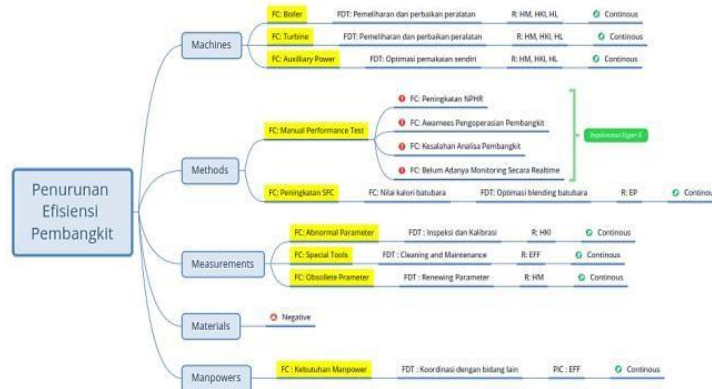 Penurunan
Efisiensi
Pembangkit
Machines
FC: Boiler FDT: Pemeliharan dan perbaikan peralatan R: HM, HKI, HL Continous
FC: Turbine FDT: Pemeliharan dan perbaikan peralatan R: HM, HKI, HL Continous
FC: Auxilliary Power FDT: Optimasi pemakaian sendiri R: HM, HKI, HL Continous
Methods
FC: Manual Performance Test
FC: Peningkatan NPHR
FC: Awarnees Pengoperasian Pembangkit
FC: Kesalahan Analisa Pembangkit
FC: Belum Adanya Monitoring Secara Realtime
FC: Peningkatan SFC FC: Nilai kalori batubara FDT: Optimasi blending batubara R: EP Continous
Measurements
FC: Abnormal Parameter FDT : Inspeksi dan Kalibrasi R: HKI Continous
FC: Special Tools FDT : Cleaning and Maintenance R: EFF Continous
FC: Obsollete Prameter FDT : Renewing Parameter R: HM Continous
Materials
Negative
Manpowers
FC : Kebutuhan Manpower FDT : Koordinasi dengan bidang lain PIC : EFF Continous